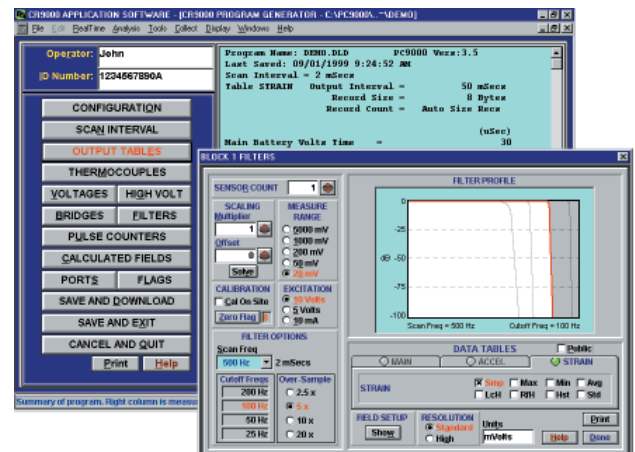 CR9000 APPLICATION SOFTWARE - [CR9000 PROGRAM GENERATOR - C:\PC9000\..~\DEMO]
File Edit RealTime Analysis Tools Collect Display Windows Help
Operator: John
ID Number: 1234567890A
CONFIGURATION
SCAN INTERVAL
OUTPUT TABLES
THERMOCOUPLES
VOLTAGES HIGH VOLT
BRIDGES FILTERS
PULSE COUNTERS
CALCULATED FIELDS
PORTS FLAGS
SAVE AND DOWNLOAD
SAVE AND EXIT
CANCEL AND QUIT
Print Help
Summary of program. Right column is measu
Program Name: DEMO.DLD PC9000 Vers:3.5
Last Saved: 09/01/1999 9:24:52 AM
Scan Interval = 2 mSecs
Table STRAIN Output Interval = 50 mSecs
Record Size = 8 Bytes
Record Count = Auto Size Recs
(uSec)
Main Battery Volts Time = 30
BLOCK 1 FILTERS
SENSOR COUNT 1
SCALING
Multiplier
1
Offset
0
Solve
MEASURE
RANGE
5000 mV
1000 mV
200 mV
50 mV
20 mV
CALIBRATION
Cal On Site
Zero Flag
EXCITATION
10 Volts
5 Volts
10 mA
FILTER OPTIONS
Scan Freq
500 Hz 2 mSecs
Cutoff Freqs
200 Hz
100 Hz
50 Hz
25 Hz
Over-Sample
2.5 x
5 x
10 x
20 x
FILTER PROFILE
0
-25
dB -50
-75
-100
Scan Freq = 500 Hz Cutoff Freq = 100 Hz
DATA TABLES Public
MAIN ACCEL STRAIN
STRAIN
Smp Max Min Avg
LcH RfH Hst Std
FIELD SETUP
Show
RESOLUTION
Standard
High
Units
mVolts
Print
Help Done